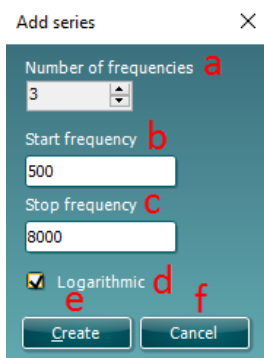 Add series
Number of frequencies a
3
Start frequency b
500
Stop frequency c
8000
Logarithmic d
e f
Create Cancel